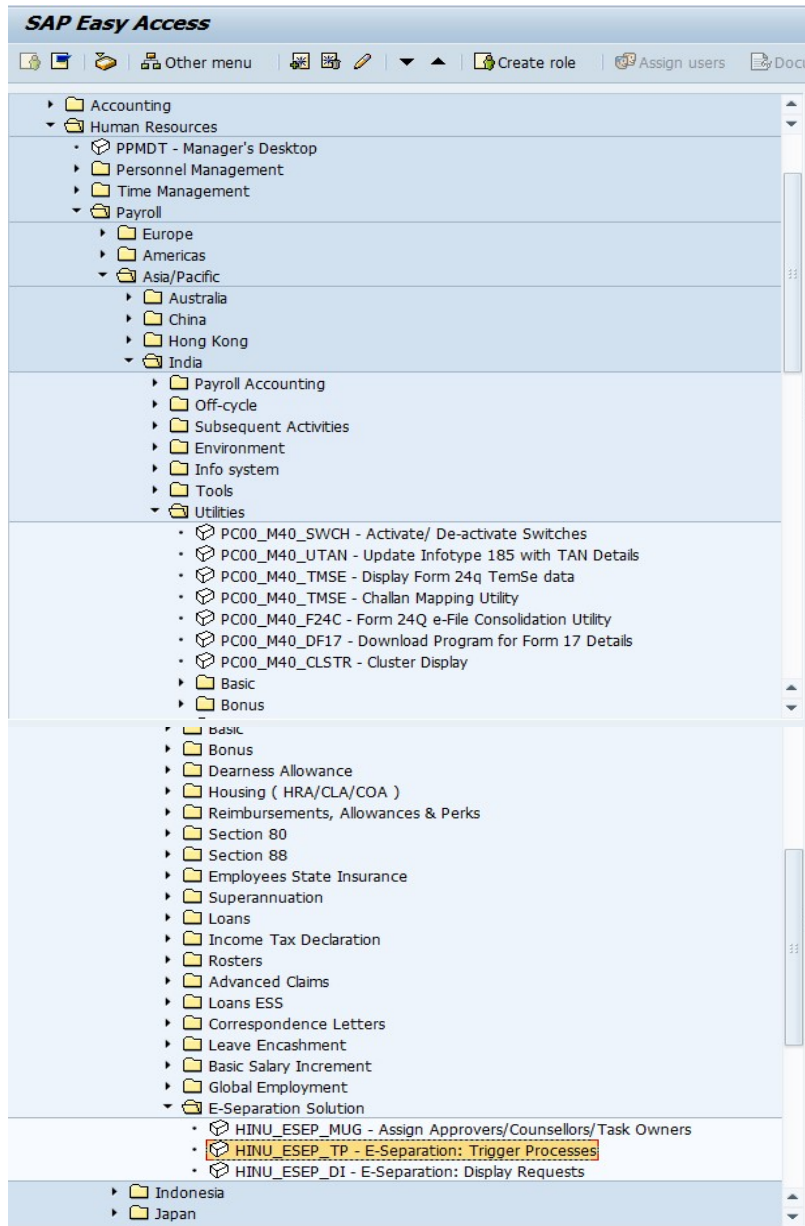 SAP Easy Access
Other menu Create role Assign users Docu
Accounting
Human Resources
PPMDT - Manager's Desktop
Personnel Management
Time Management
Payroll
Europe
Americas
Asia/Pacific
Australia
China
Hong Kong
India
Payroll Accounting
Off-cycle
Subsequent Activities
Environment
Info system
Tools
Utilities
PC00_M40_SWCH - Activate/ De-activate Switches
PC00_M40_UTAN - Update Infotype 185 with TAN Details
PC00_M40_TMSE - Display Form 24q TemSe data
PC00_M40_TMSE - Challan Mapping Utility
PC00_M40_F24C - Form 24Q e-File Consolidation Utility
PC00_M40_DF17 - Download Program for Form 17 Details
PC00_M40_CLSTR - Cluster Display
Basic
Bonus
Basic
Bonus
Dearness Allowance
Housing ( HRA/CLA/COA )
Reimbursements, Allowances & Perks
Section 80
Section 88
Employees State Insurance
Superannuation
Loans
Income Tax Declaration
Rosters
Advanced Claims
Loans ESS
Correspondence Letters
Leave Encashment
Basic Salary Increment
Global Employment
E-Separation Solution
HINU_ESEP_MUG - Assign Approvers/Counsellors/Task Owners
HINU_ESEP_TP - E-Separation: Trigger Processes
HINU_ESEP_DI - E-Separation: Display Requests
Indonesia
Japan